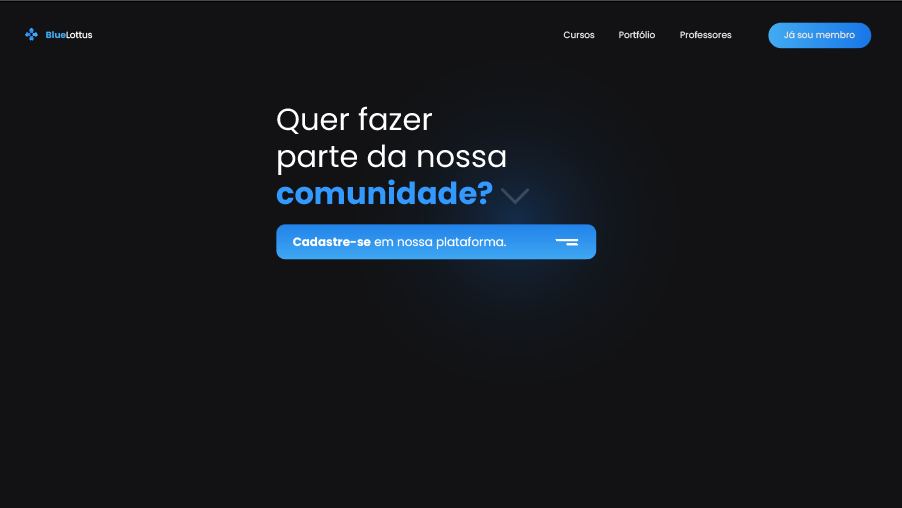 BlueLottus
Cursos
Portfólio
Professores
Já sou membro
Quer fazer
parte da nossa
comunidade?
Cadastre-se em nossa plataforma.